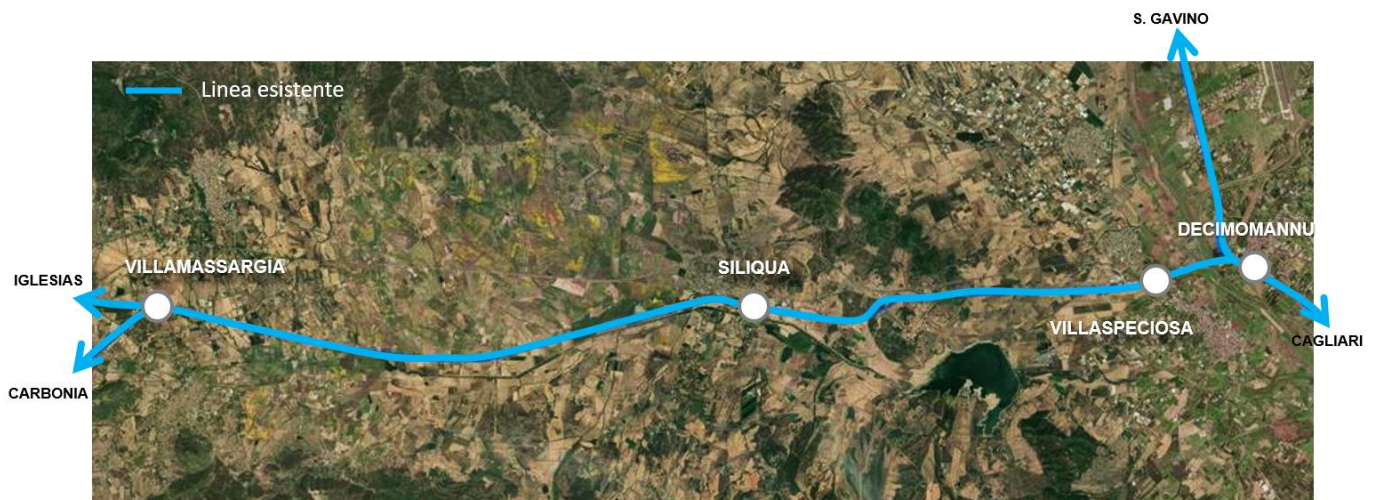 S. GAVINO
Linea esistente
DECIMOMANNU
VILLAMASSARGIA
SILIQUA
IGLESIAS
VILLASPECIOSA
CAGLIARI
CARBONIA